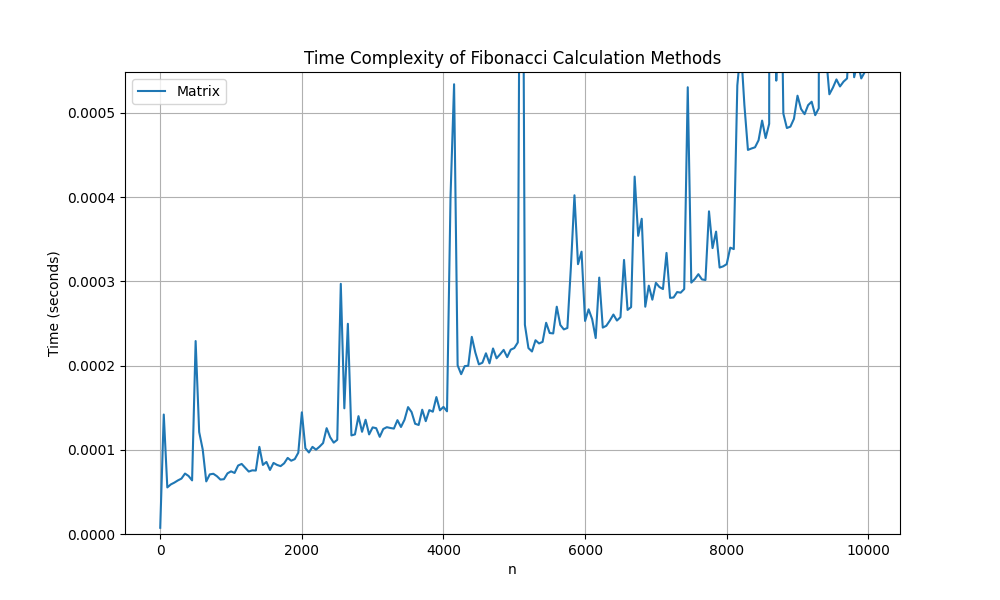 Time Complexity of Fibonacci Calculation Methods
Matrix
0.0005
0.0004
0.0003
0.0002
0.0001
0.0000
Time (seconds)
0 2000 4000 6000 8000 10000
n